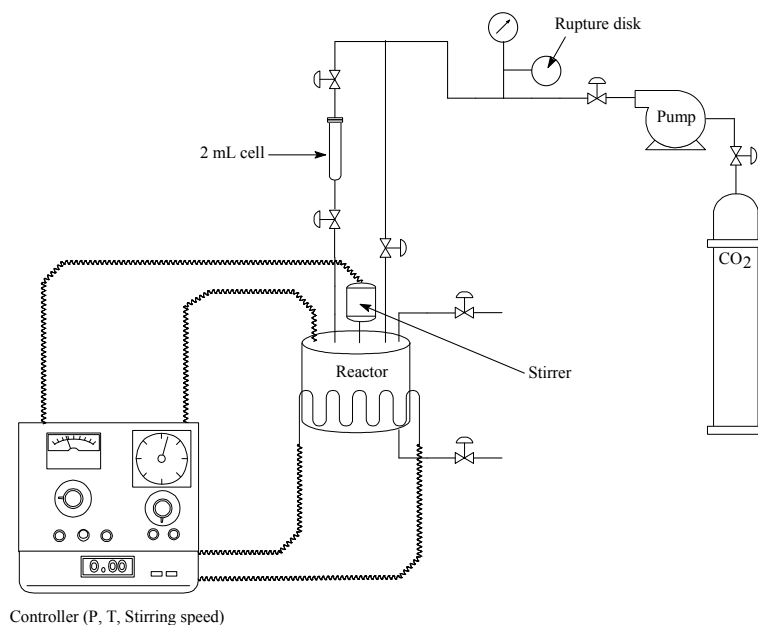 Rupture disk
Pump
2 mL cell
CO2
Reactor
Stirrer
0.00
Controller (P, T, Stirring speed)